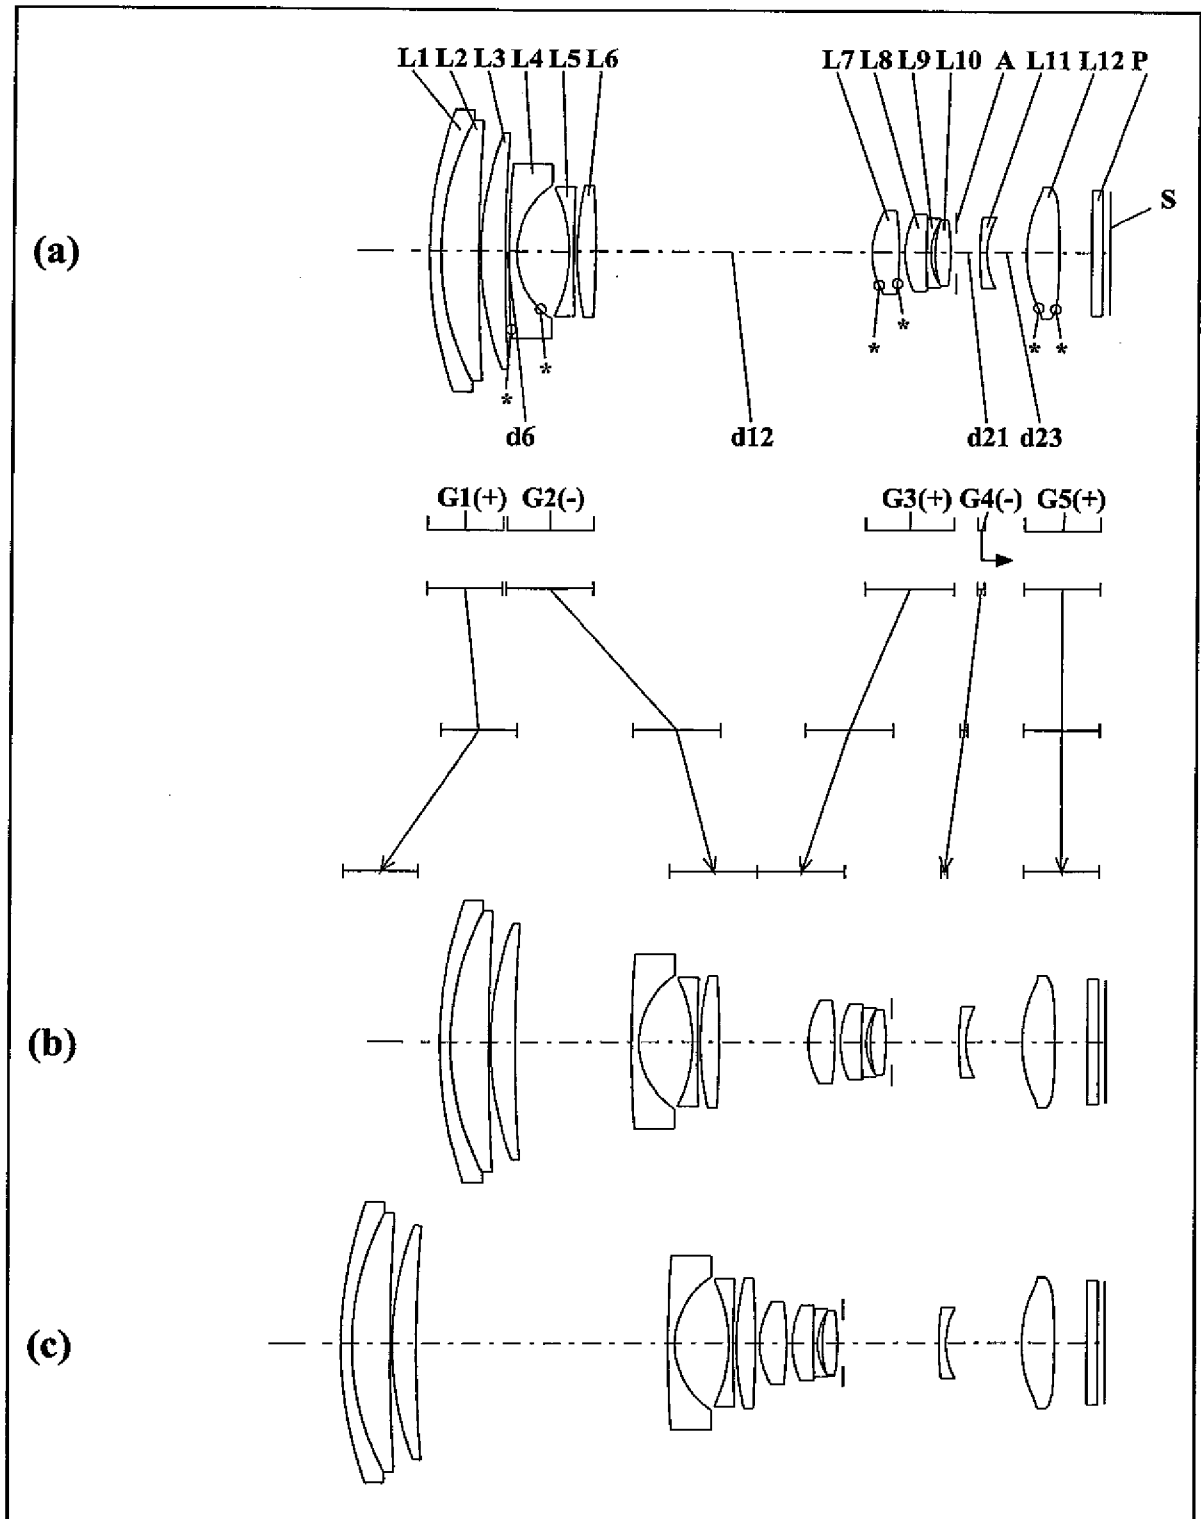 L1 L2 L3 L4 L5 L6 L7 L8 L9 L10 A L11 L12 P
S
(a)
* * * * * *
d6 d12 d21 d23
G1(+) G2(-) G3(+) G4(-) G5(+)
(b)
(c)